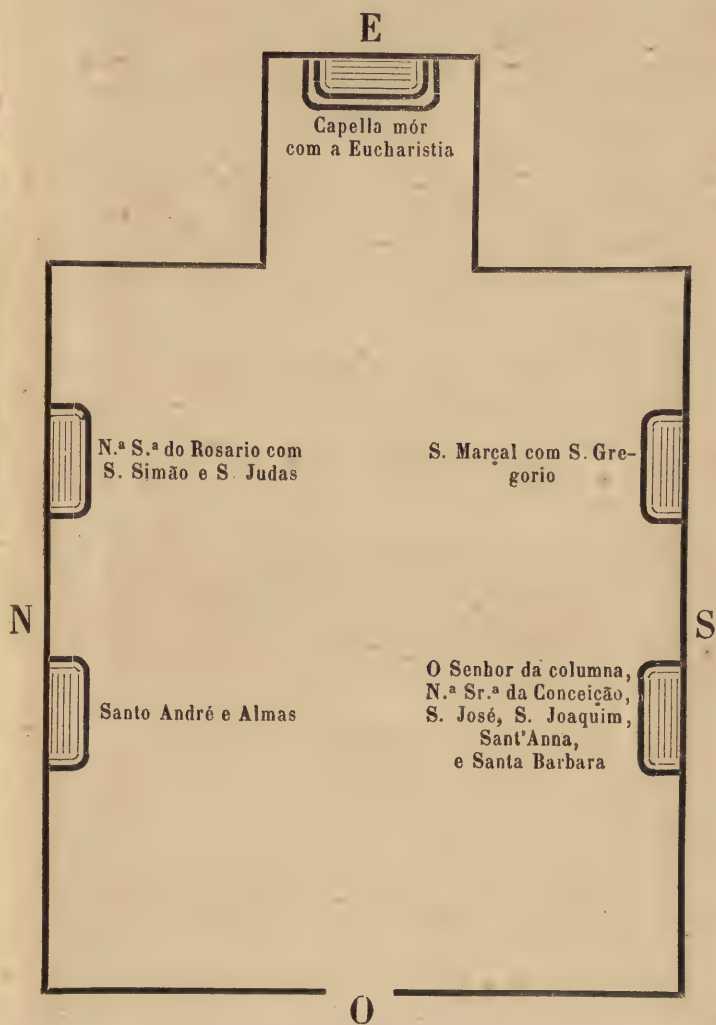 E
Capella mór
com a Eucharistia
N.ª S.ª do Rosario com
S. Simão e S. Judas
S. Marçal com S. Gre-
gorio
N
S
Santo André e Almas
O Senhor da columna,
N.ª Sr.ª da Conceição,
S. José, S. Joaquim,
Sant'Anna,
e Santa Barbara
O